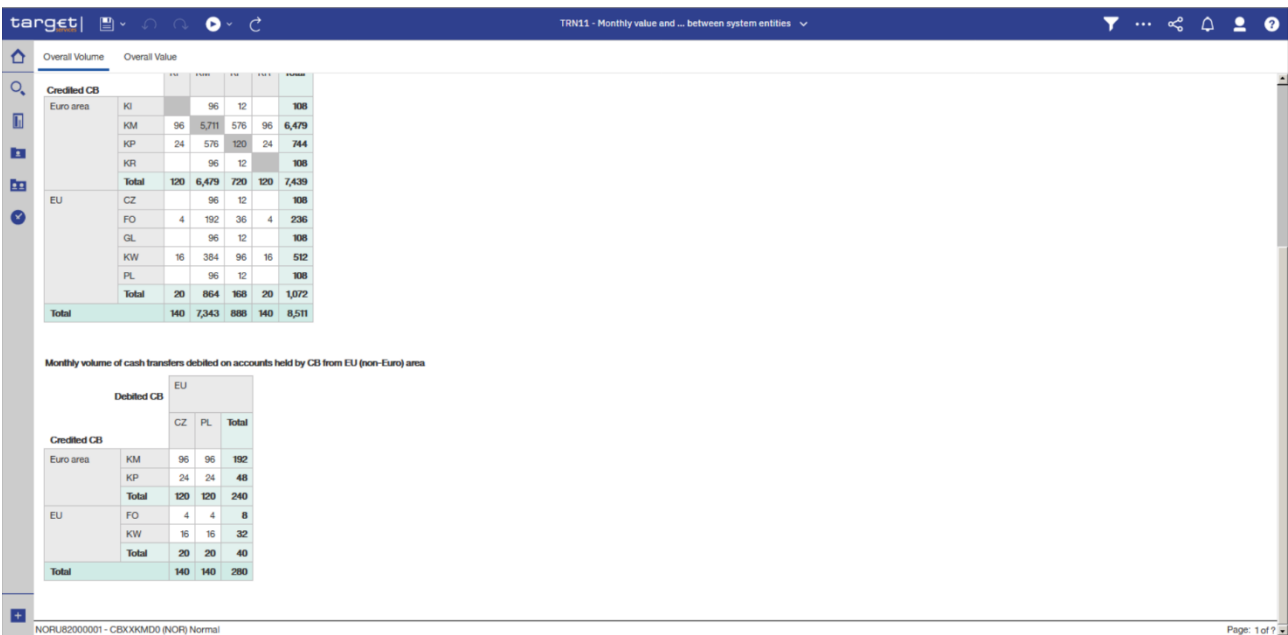 target|
services
TRN11 - Monthly value and ... between system entities
Overall Volume Overall Value
Total
Credited CB
Euro area KI 96 12 108
KM 96 5,711 576 96 6,479
KP 24 576 120 24 744
KR 96 12 108
Total 120 6,479 720 120 7,439
EU CZ 96 12 108
FO 4 192 36 4 236
GL 96 12 108
KW 16 384 96 16 512
PL 96 12 108
Total 20 864 168 20 1,072
Total 140 7,343 888 140 8,511
Monthly volume of cash transfers debited on accounts held by CB from EU (non-Euro) area
Debited CB EU
CZ PL Total
Credited CB
Euro area KM 96 96 192
KP 24 24 48
Total 120 120 240
EU FO 4 4 8
KW 16 16 32
Total 20 20 40
Total 140 140 280
NORU82000001 - CBXXKMD0 (NOR) Normal
Page: 1 of ?